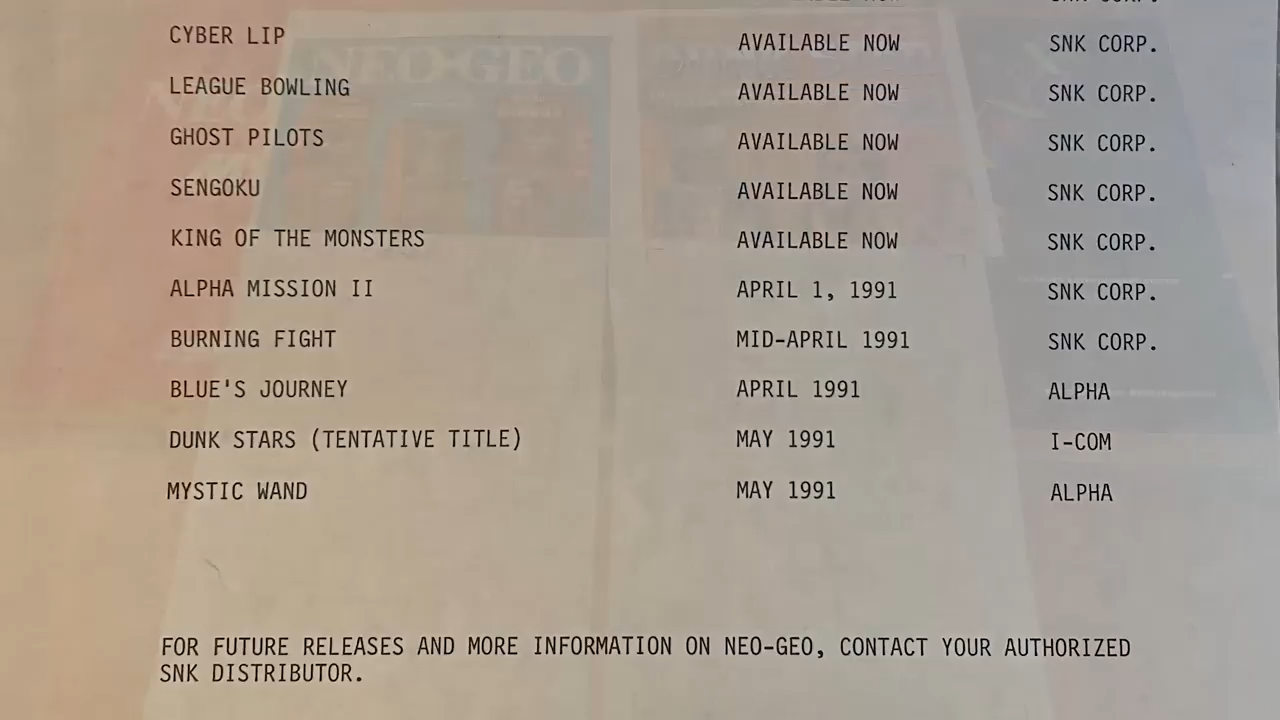 CYBER LIP AVAILABLE NOW SNK CORP.
LEAGUE BOWLING AVAILABLE NOW SNK CORP.
GHOST PILOTS AVAILABLE NOW SNK CORP.
SENGOKU AVAILABLE NOW SNK CORP.
KING OF THE MONSTERS AVAILABLE NOW SNK CORP.
ALPHA MISSION II APRIL 1, 1991 SNK CORP.
BURNING FIGHT MID-APRIL 1991 SNK CORP.
BLUE'S JOURNEY APRIL 1991 ALPHA
DUNK STARS (TENTATIVE TITLE) MAY 1991 I-COM
MYSTIC WAND MAY 1991 ALPHA
FOR FUTURE RELEASES AND MORE INFORMATION ON NEO-GEO, CONTACT YOUR AUTHORIZED
SNK DISTRIBUTOR.
NEO•GEO